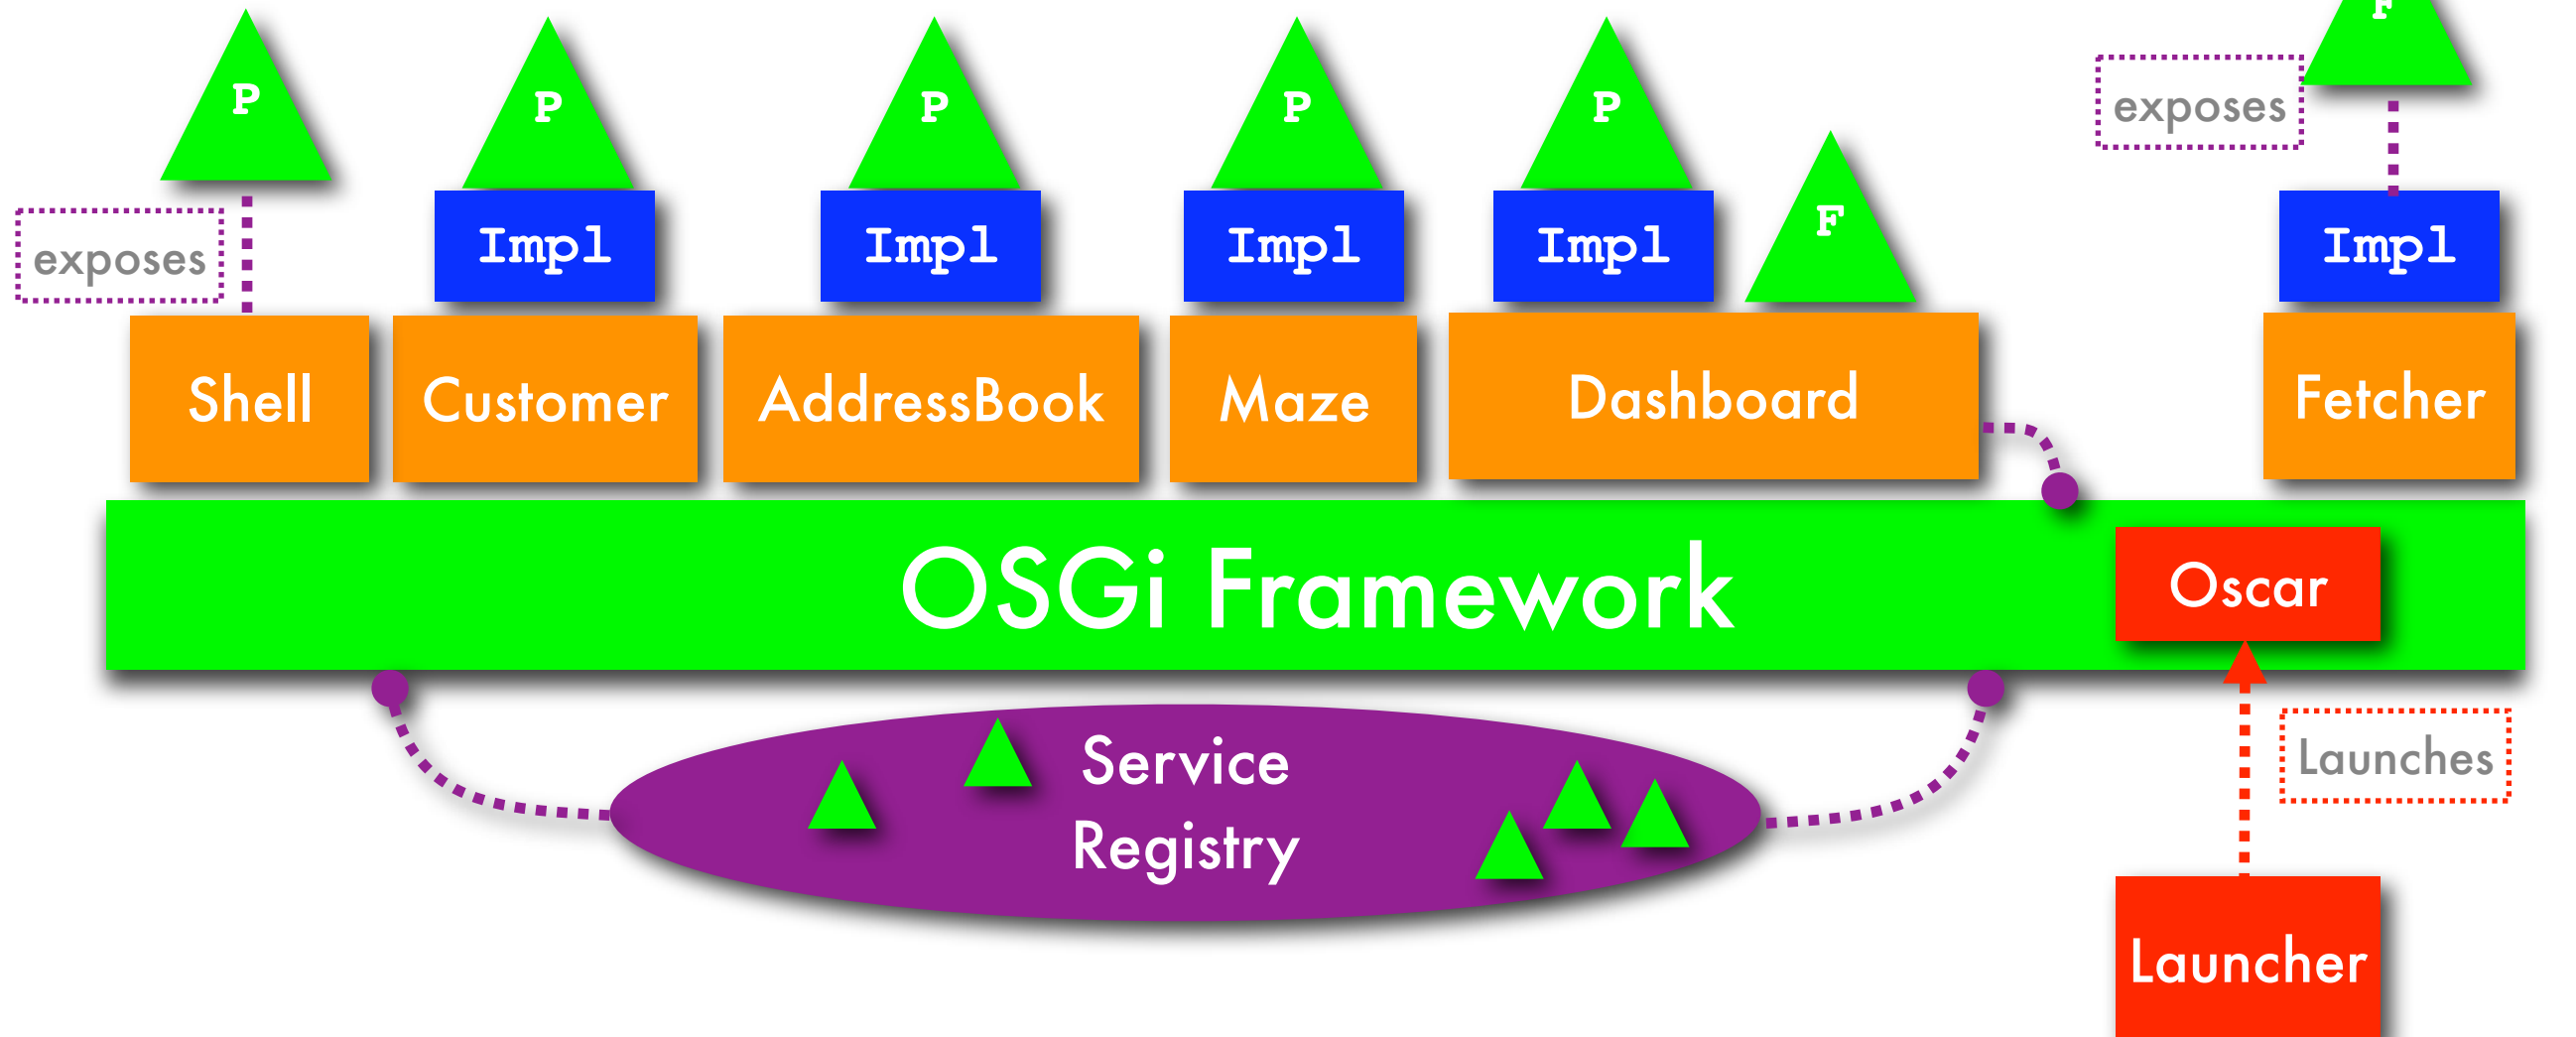 F
P
P
P
P
P
exposes
F
exposes
Impl
Impl
Impl
Impl
Impl
Shell
Customer
AddressBook
Maze
Dashboard
Fetcher
OSGi Framework
Oscar
Service
Registry
Launches
Launcher